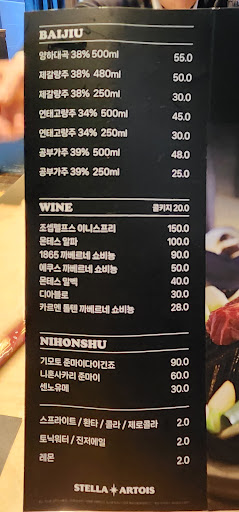 BAIJIU
양하대곡 38% 500ml 55.0
제갈량주 38% 480ml 50.0
제갈량주 38% 250ml 30.0
연태고량주 34% 500ml 45.0
연태고량주 34% 250ml 30.0
공부가주 39% 500ml 48.0
공부가주 39% 250ml 25.0
WINE 콜키지 20.0
조셉펠프스 이니스프리 150.0
몬테스 알파 100.0
1865 까베르네 쇼비뇽 90.0
에쿠스 까베르네 쇼비뇽 50.0
몬테스 말벡 40.0
디아블로 30.0
카르멘 톨텐 까베르네 쇼비뇽 28.0
NIHONSHU
기모토 준마이다이긴죠 90.0
니혼사카리 준마이 60.0
센노유메 30.0
스프라이트 / 환타 / 콜라 / 제로콜라 2.0
토닉워터 / 진저에일 2.0
레몬 2.0
STELLA ARTOIS